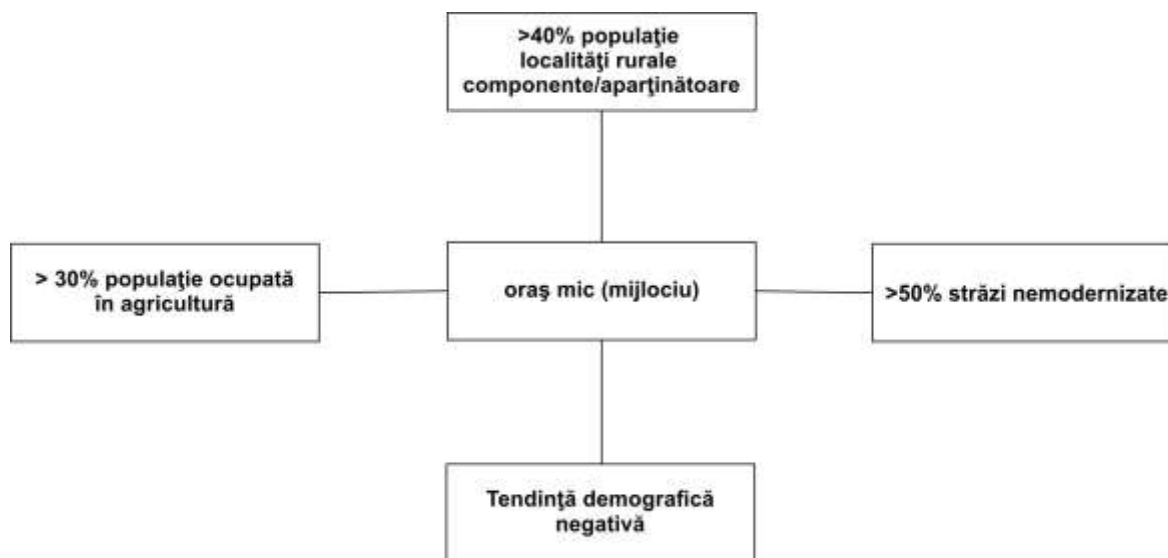 >40% populaţie
localităţi rurale
componente/aparţinătoare
> 30% populaţie ocupată
în agricultură
oraş mic (mijlociu)
>50% străzi nemodernizate
Tendinţă demografică
negativă